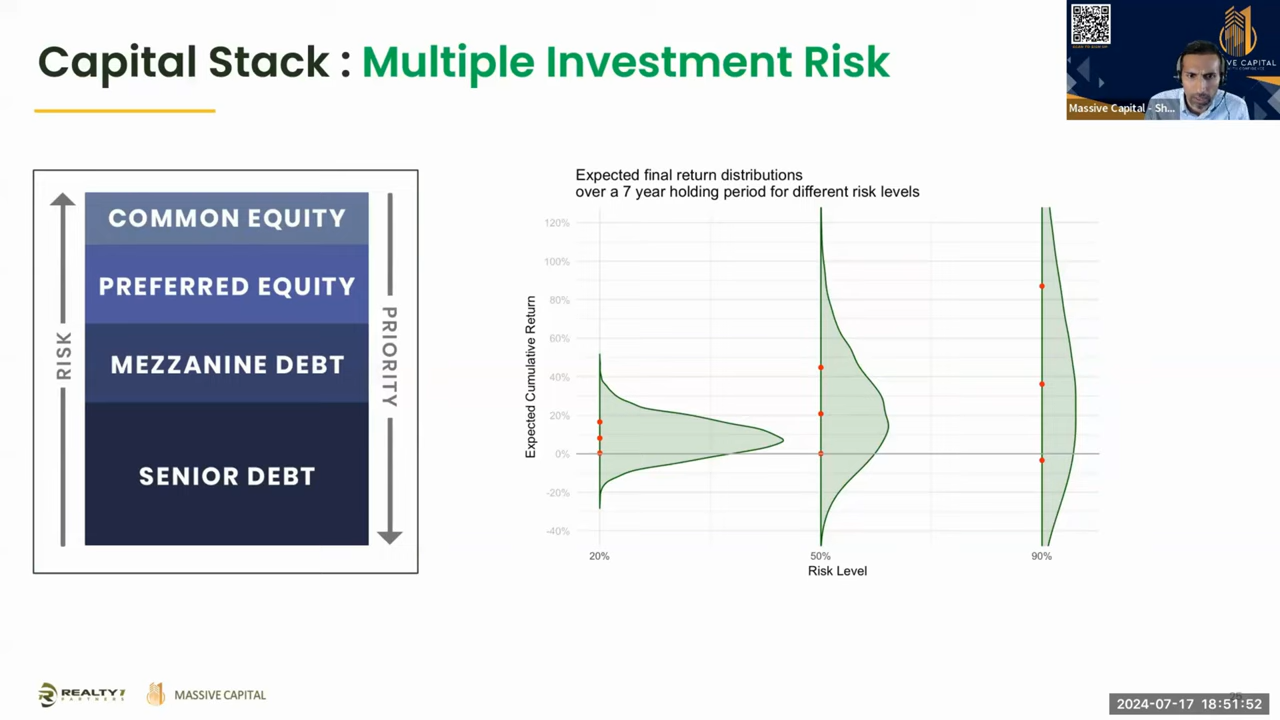 Capital Stack : Multiple Investment Risk
Massive Capital - Sh...
COMMON EQUITY
PREFERRED EQUITY
MEZZANINE DEBT
SENIOR DEBT
RISK
PRIORITY
Expected final return distributions
over a 7 year holding period for different risk levels
Expected Cumulative Return
120%
100%
80%
60%
40%
20%
0%
-20%
-40%
20%
50%
90%
Risk Level
REALTY
PARTNERS
MASSIVE CAPITAL
2024-07-17 18:51:52